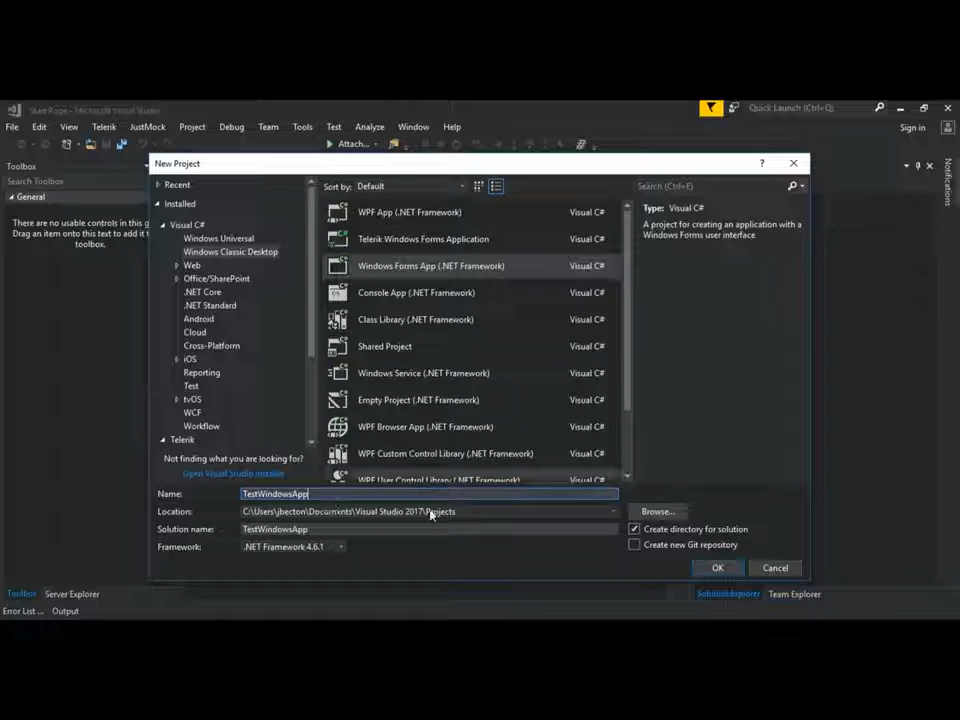 Start Page - Microsoft Visual Studio
Quick Launch (Ctrl+Q)
File Edit View Telerik JustMock Project Debug Team Tools Test Analyze Window Help
Sign in
Attach...
Toolbox
Search Toolbox
General
There are no usable controls in this g
Drag an item onto this text to add it t
toolbox.
Notifications
New Project
?
Recent
Installed
Visual C#
Windows Universal
Windows Classic Desktop
Web
Office/SharePoint
.NET Core
.NET Standard
Android
Cloud
Cross-Platform
iOS
Reporting
Test
tvOS
WCF
Workflow
Telerik
Not finding what you are looking for?
Open Visual Studio Installer
Sort by: Default
WPF App (.NET Framework) Visual C#
Telerik Windows Forms Application Visual C#
Windows Forms App (.NET Framework) Visual C#
Console App (.NET Framework) Visual C#
Class Library (.NET Framework) Visual C#
Shared Project Visual C#
Windows Service (.NET Framework) Visual C#
Empty Project (.NET Framework) Visual C#
WPF Browser App (.NET Framework) Visual C#
WPF Custom Control Library (.NET Framework) Visual C#
WPF User Control Library (.NET Framework) Visual C#
Search (Ctrl+E)
Type: Visual C#
A project for creating an application with a
Windows Forms user interface
Name: TestWindowsApp
Location: C:\Users\jbecton\Documents\Visual Studio 2017\Projects
Browse...
Solution name: TestWindowsApp
Create directory for solution
Framework: .NET Framework 4.6.1
Create new Git repository
OK Cancel
Toolbox Server Explorer
Solution Explorer Team Explorer
Error List ... Output